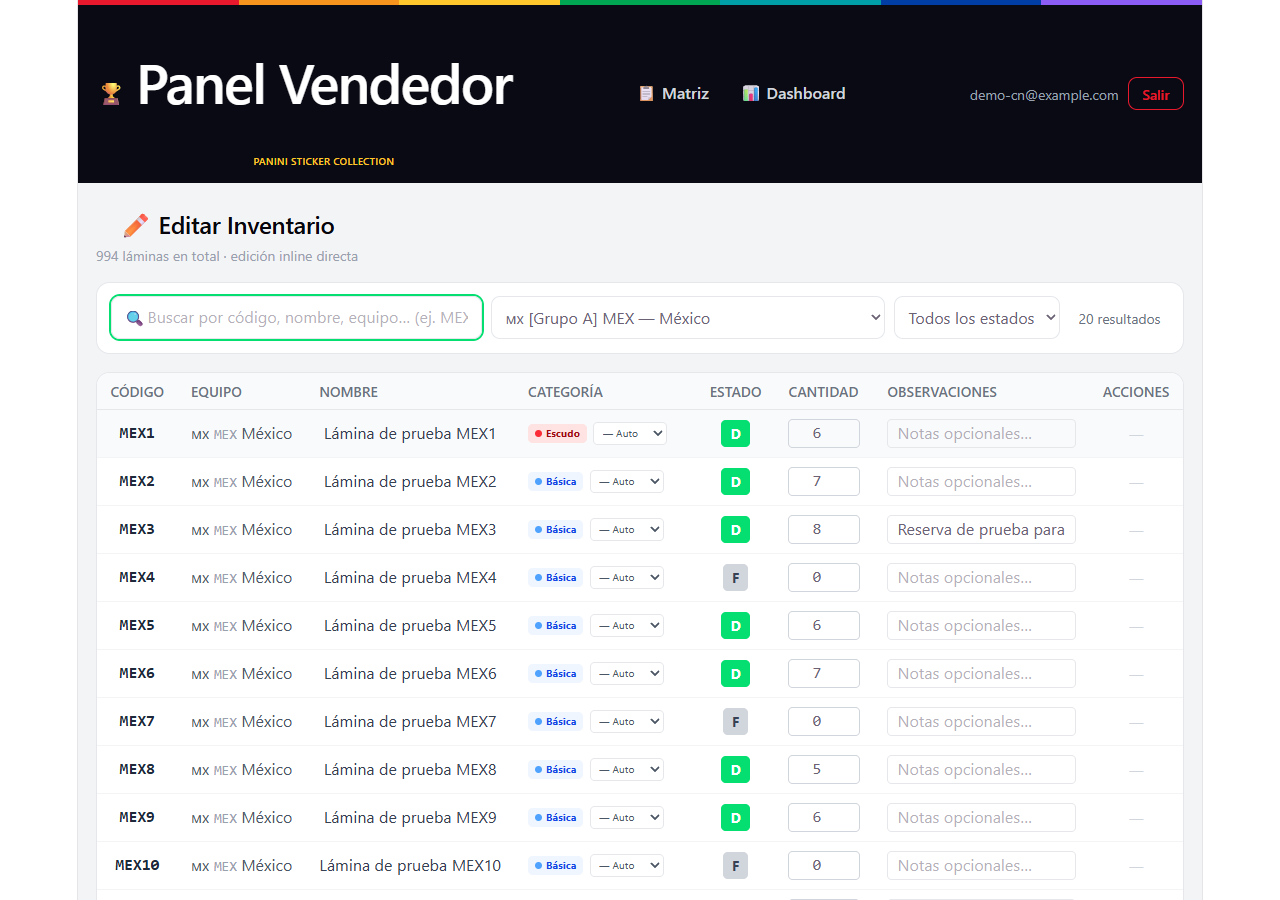 🏆 Panel Vendedor
PANINI STICKER COLLECTION
📋 Matriz 📊 Dashboard
demo-cn@example.com Salir
✏️ Editar Inventario
994 láminas en total · edición inline directa
🔍 Buscar por código, nombre, equipo... (ej. MEX
MX [Grupo A] MEX — México
Todos los estados
20 resultados
CÓDIGO EQUIPO NOMBRE CATEGORÍA ESTADO CANTIDAD OBSERVACIONES ACCIONES
MEX1 MX MEX México Lámina de prueba MEX1 Escudo — Auto D 6 Notas opcionales... —
MEX2 MX MEX México Lámina de prueba MEX2 Básica — Auto D 7 Notas opcionales... —
MEX3 MX MEX México Lámina de prueba MEX3 Básica — Auto D 8 Reserva de prueba para —
MEX4 MX MEX México Lámina de prueba MEX4 Básica — Auto F 0 Notas opcionales... —
MEX5 MX MEX México Lámina de prueba MEX5 Básica — Auto D 6 Notas opcionales... —
MEX6 MX MEX México Lámina de prueba MEX6 Básica — Auto D 7 Notas opcionales... —
MEX7 MX MEX México Lámina de prueba MEX7 Básica — Auto F 0 Notas opcionales... —
MEX8 MX MEX México Lámina de prueba MEX8 Básica — Auto D 5 Notas opcionales... —
MEX9 MX MEX México Lámina de prueba MEX9 Básica — Auto D 6 Notas opcionales... —
MEX10 MX MEX México Lámina de prueba MEX10 Básica — Auto F 0 Notas opcionales... —